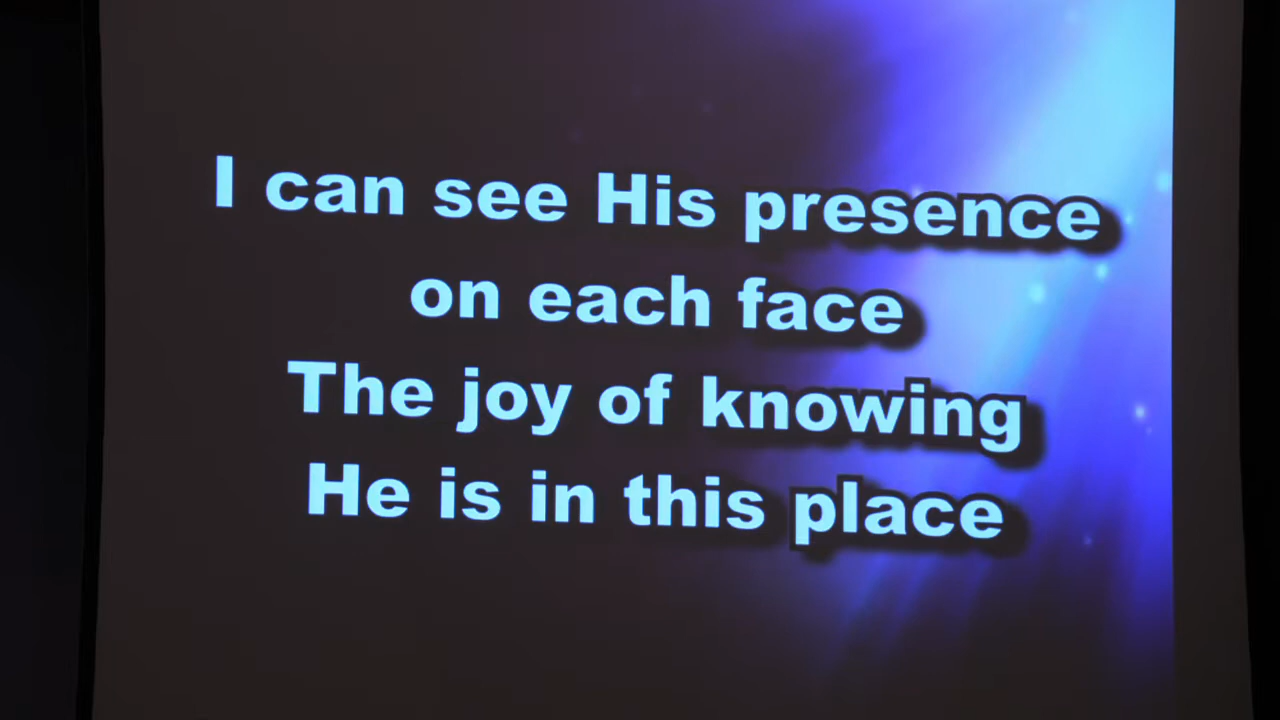 I can see His presence
on each face
The joy of knowing
He is in this place